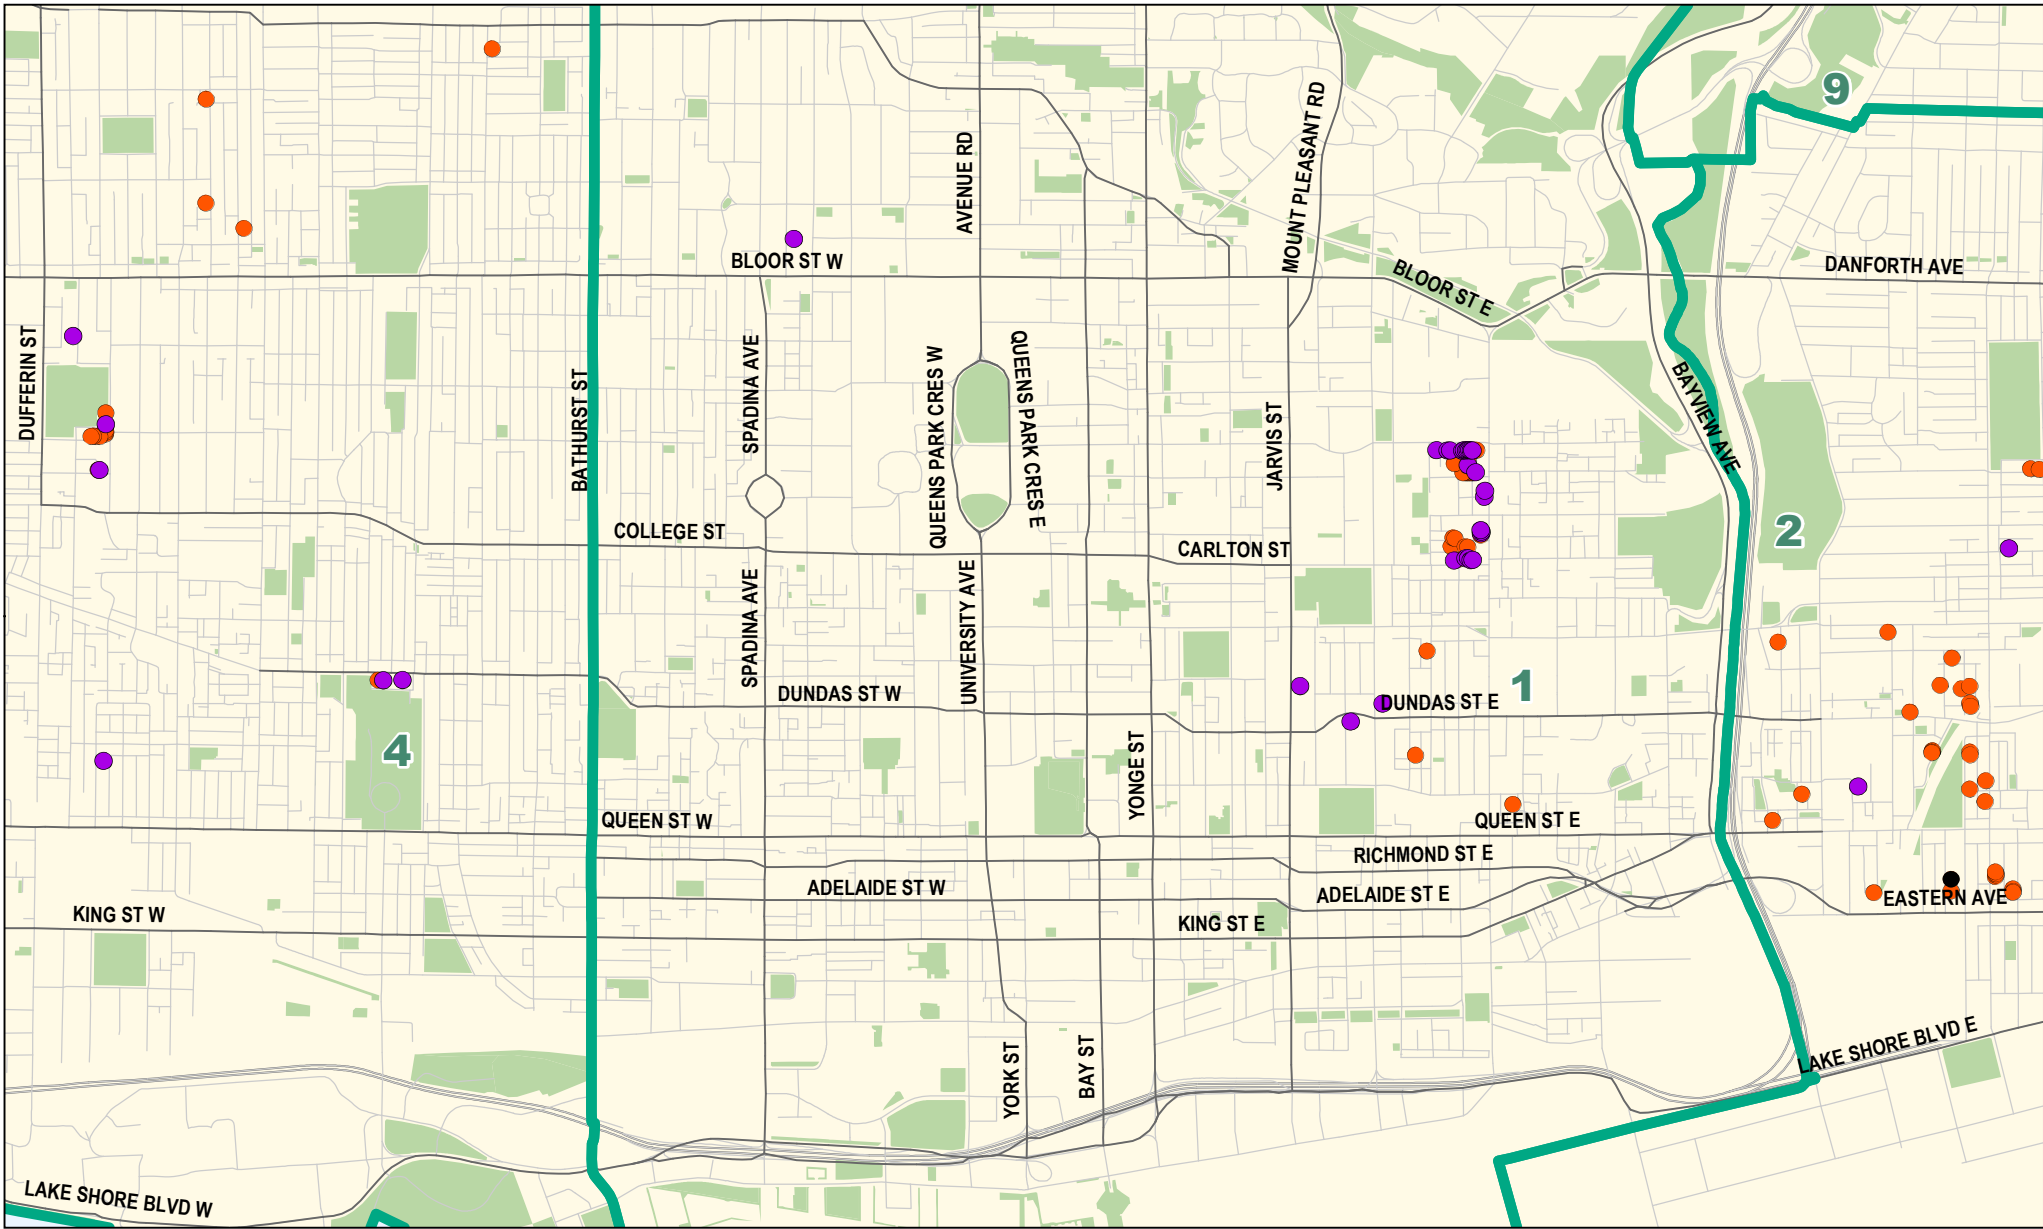 9
MOUNT PLEASANT RD
AVENUE RD
BLOOR ST W
BLOOR ST E
DANFORTH AVE
DUFFERIN ST
BATHURST ST
SPADINA AVE
QUEENS PARK CRES W
QUEENS PARK CRES E
JARVIS ST
BAYVIEW AVE
COLLEGE ST
CARLTON ST
2
SPADINA AVE
UNIVERSITY AVE
DUNDAS ST W
DUNDAS ST E
1
4
YONGE ST
QUEEN ST W
QUEEN ST E
RICHMOND ST E
ADELAIDE ST W
ADELAIDE ST E
EASTERN AVE
KING ST W
KING ST E
YORK ST
BAY ST
LAKE SHORE BLVD E
LAKE SHORE BLVD W